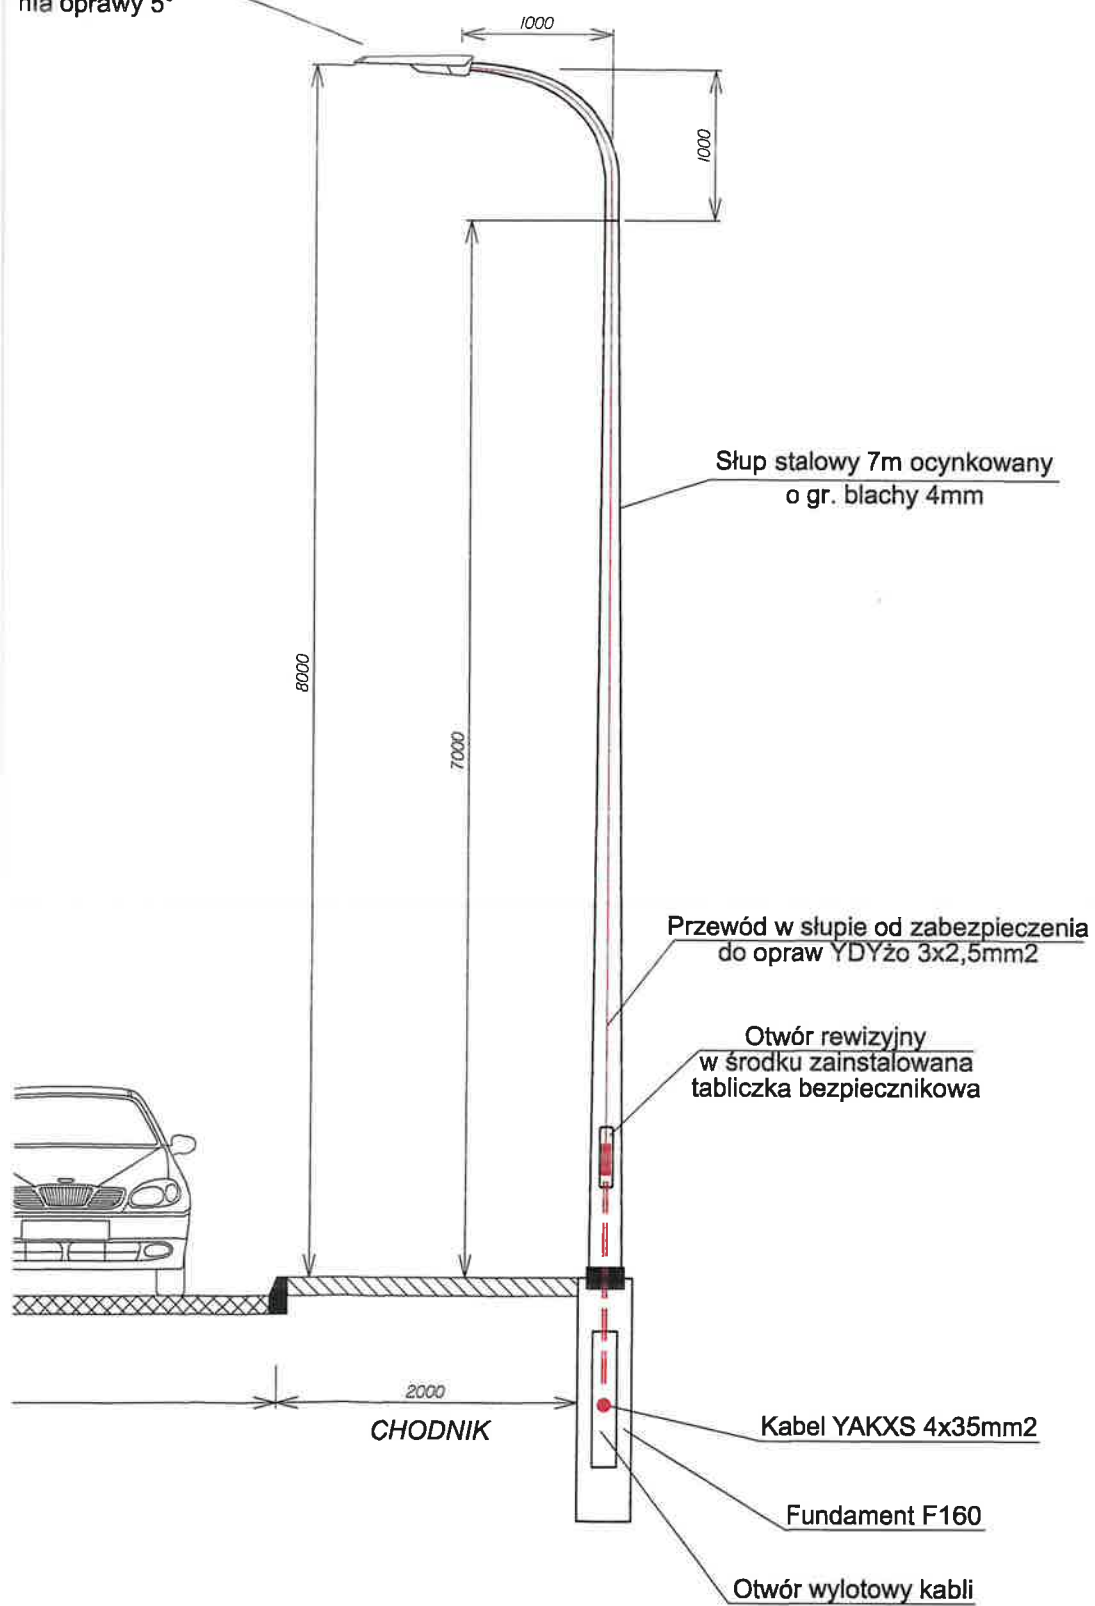 nia oprawy 5°
1000
1000
Słup stalowy 7m ocynkowany
o gr. blachy 4mm
8000
7000
Przewód w słupie od zabezpieczenia
do opraw YDYżo 3x2,5mm2
Otwór rewizyjny
w środku zainstalowana
tabliczka bezpiecznikowa
2000
CHODNIK
Kabel YAKXS 4x35mm2
Fundament F160
Otwór wylotowy kabli